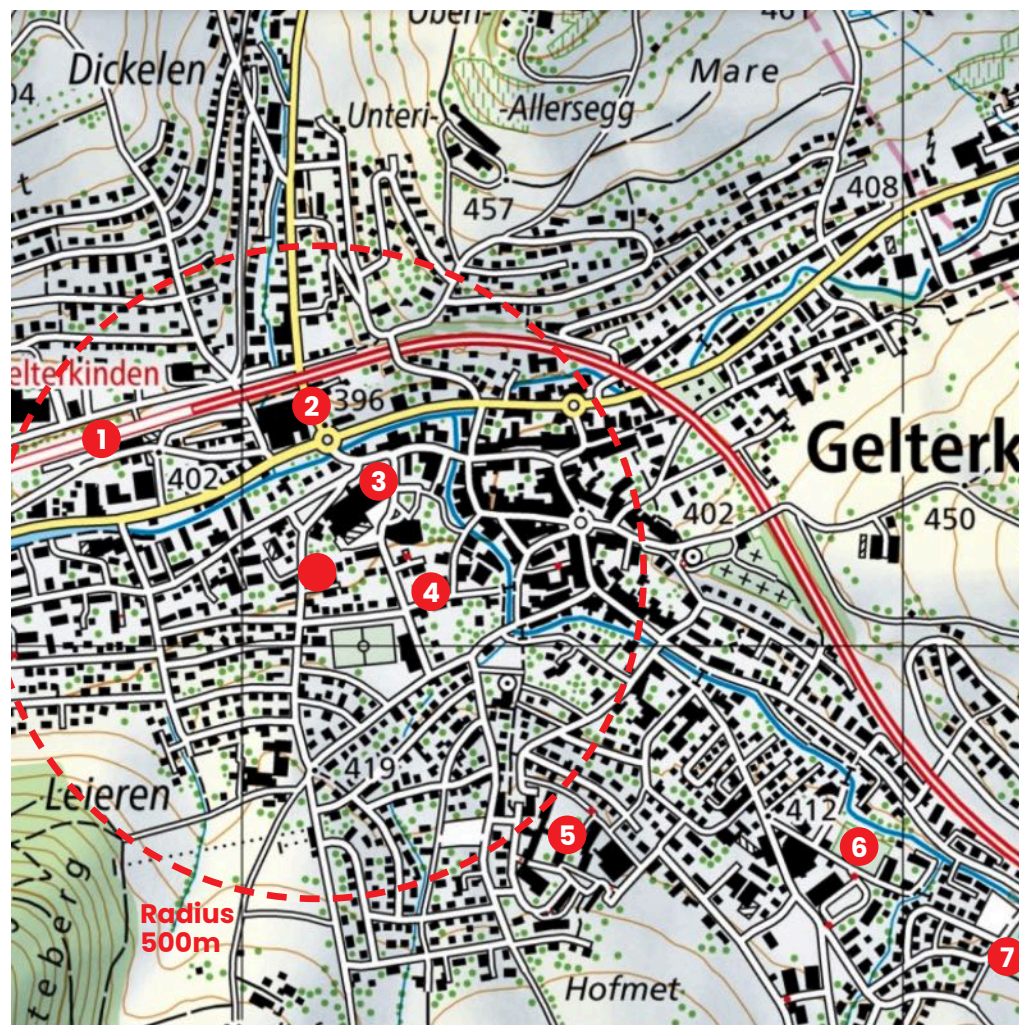 Oberi-
461
Dickelen
Mare
04
Unteri-
-Allersegg
t
408
457
elterkinden
2
396
1
Gelterk
3
402
402
450
4
419
Leieren
412
5
6
Radius
500m
teberg
7
Hofmet